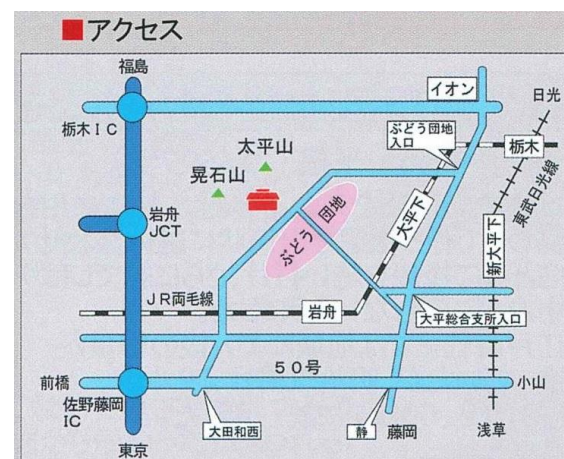 ■アクセス
福島
イオン
日光
栃木IC
ぶどう団地
入口
栃木
太平山
晃石山
東武日光線
岩舟
JCT
ぶどう 団地
大平下
新大平下
JR両毛線
岩舟
大平総合支所入口
50号
前橋
小山
佐野藤岡
IC
大田和西
静
藤岡
浅草
東京